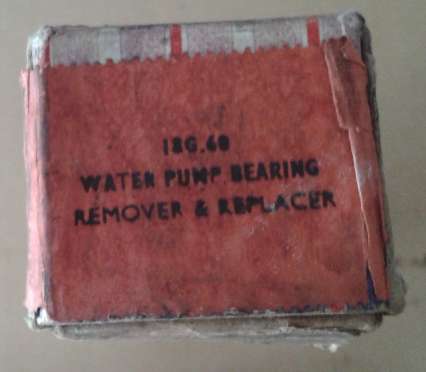 18G.60
WATER PUMP BEARING
REMOVER & REPLACER